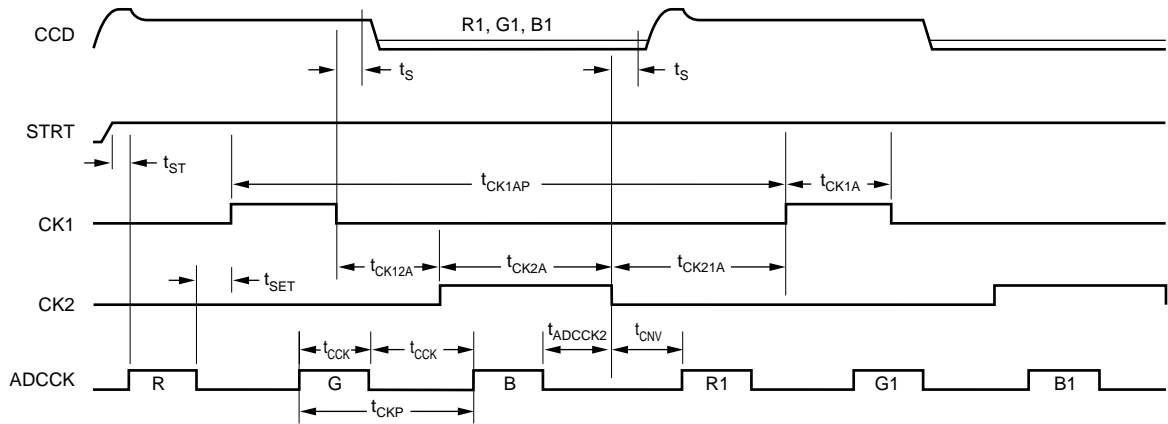 CCD
R1, G1, B1
tS
tS
STRT
tST
tCK1AP
tCK1A
CK1
tCK12A
tCK2A
tCK21A
tSET
CK2
tCCK
tCCK
tADCCK2
tCNV
ADCCK
R
G
B
R1
G1
B1
tCKP